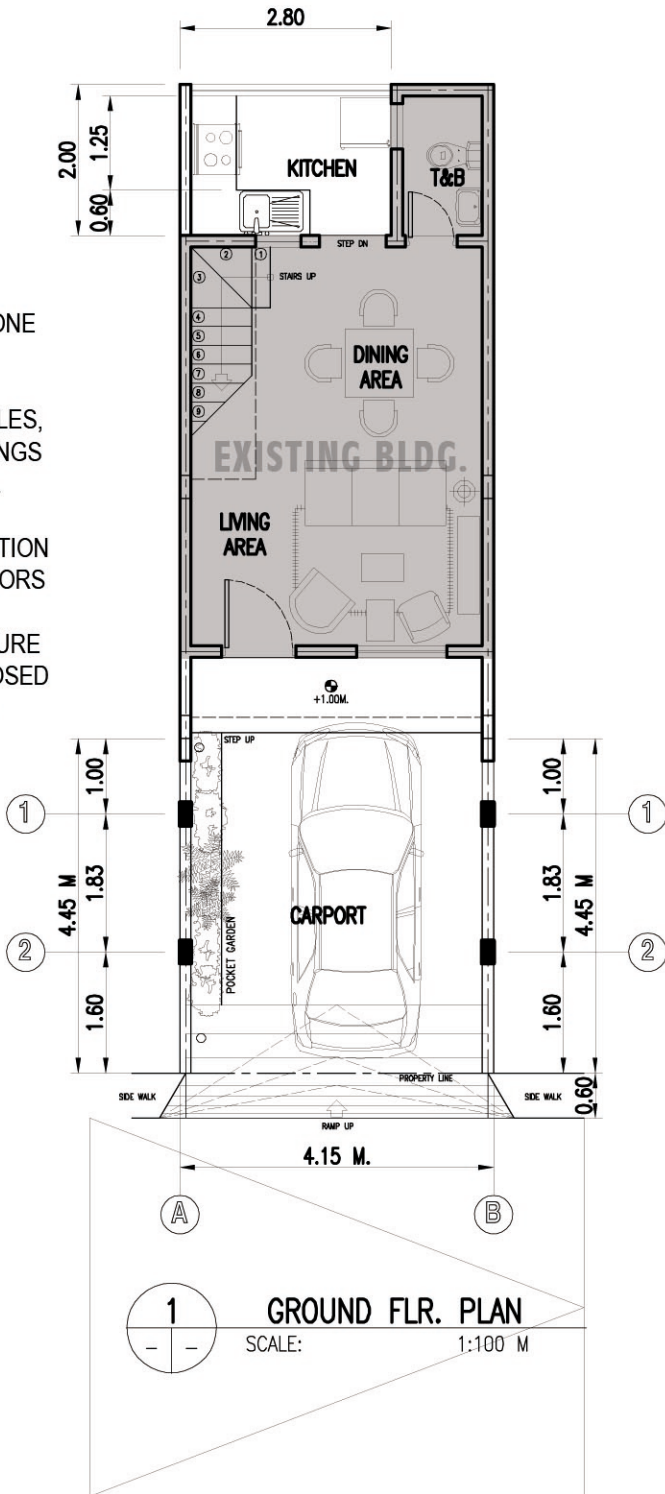 2.80
2.00
1.25
0.60
KITCHEN
T&B
STEP DN
2
1
STAIRS UP
3
4
5
6
7
8
9
DINING
AREA
EXISTING BLDG.
LIVING
AREA
ONE
LES,
NGS
TION
ORS
URE
OSED
+1.00M.
STEP UP
1.00
1.00
1
1
4.45 M
1.83
1.83
4.45 M
CARPORT
2
2
POCKET GARDEN
1.60
1.60
PROPERTY LINE
SIDE WALK
SIDE WALK
0.60
RAMP UP
4.15 M.
A
B
1
- -
GROUND FLR. PLAN
SCALE: 1:100 M